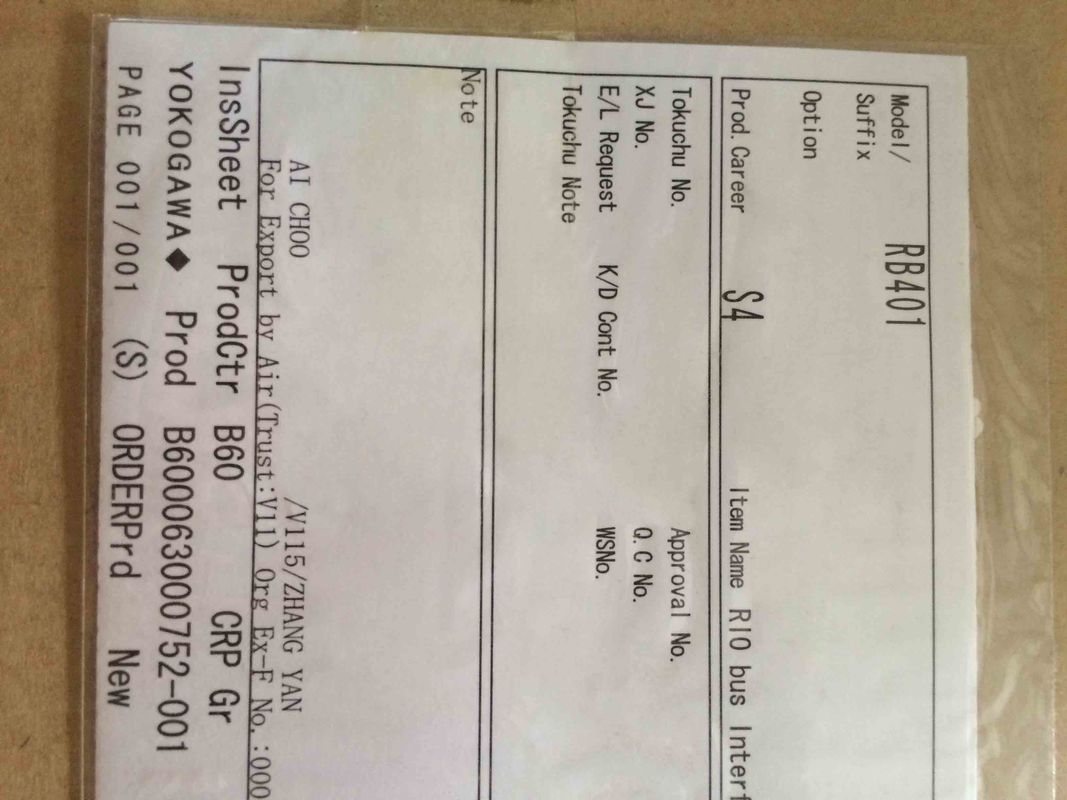 Model/ RB401
Suffix
Option
Prod.Career S4 Item Name RIO bus Interf
Tokuchu No. Approval No.
XJ No. Q.C No.
E/L Request K/D Cont No. WSNo.
Tokuchu Note
Note
AI CHOO /V115/ZHANG YAN
For Export by Air(Trust:V11) Org Ex-F No.:000
InsSheet ProdCtr B60 CRP Gr
YOKOGAWA◆ Prod B600063000752-001
PAGE 001/001 (S) ORDERPrd New